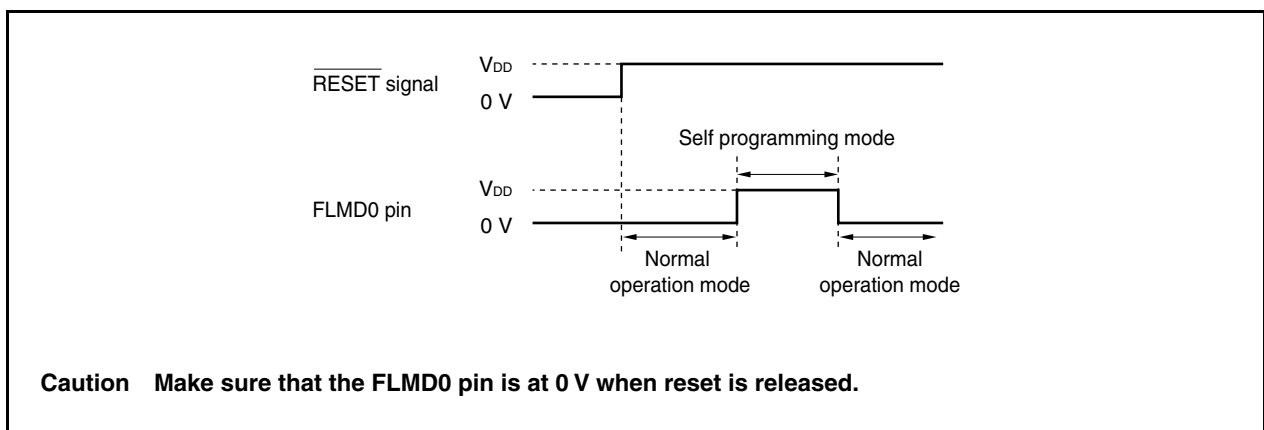 RESET signal
VDD
0 V
Self programming mode
FLMD0 pin
VDD
0 V
Normal
operation mode
Normal
operation mode
Caution Make sure that the FLMD0 pin is at 0 V when reset is released.